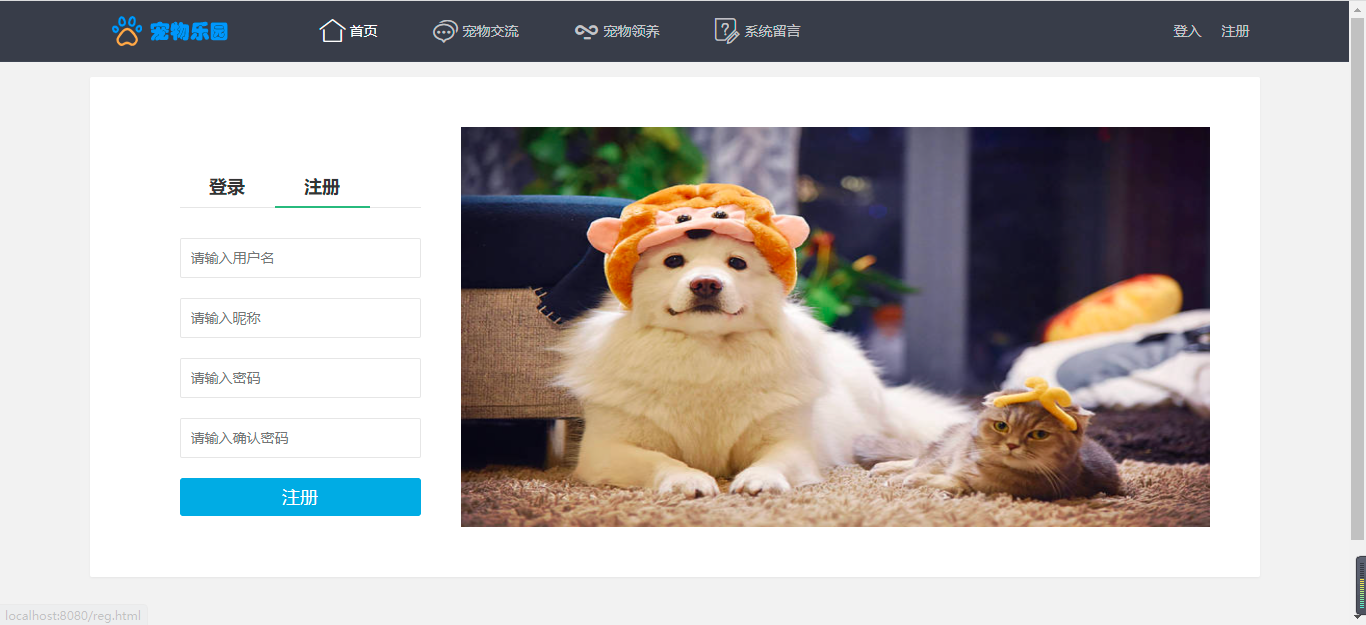 宠物乐园 首页 宠物交流 宠物领养 系统留言 登入 注册
登录 注册
请输入用户名
请输入昵称
请输入密码
请输入确认密码
注册
localhost:8080/reg.html